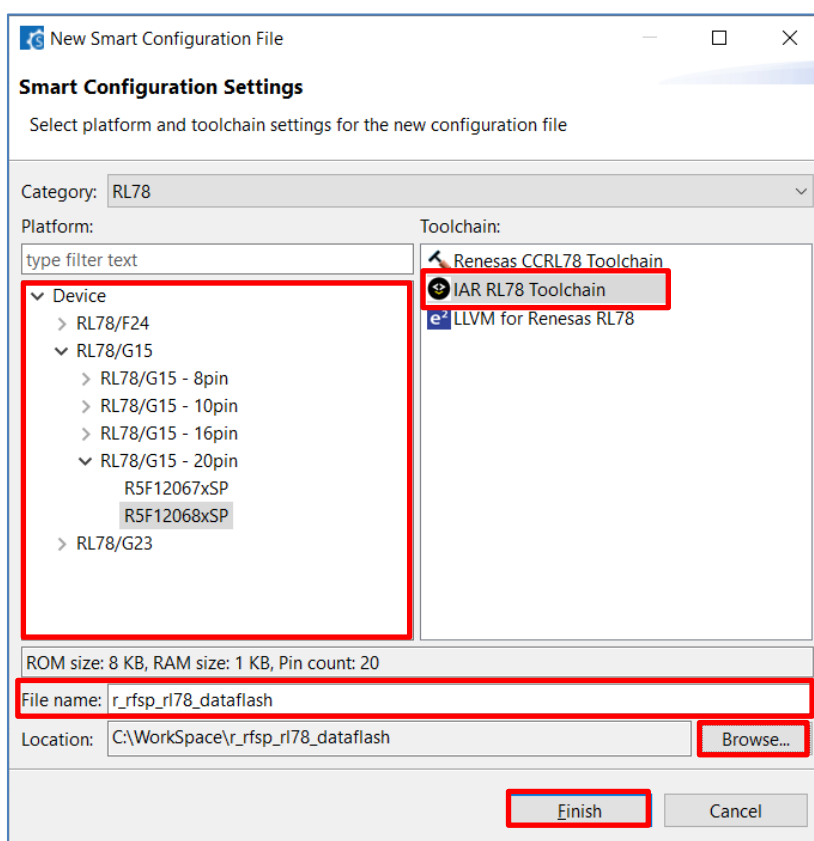 New Smart Configuration File
Smart Configuration Settings
Select platform and toolchain settings for the new configuration file
Category: RL78
Platform:
Toolchain:
type filter text
Device
RL78/F24
RL78/G15
RL78/G15 - 8pin
RL78/G15 - 10pin
RL78/G15 - 16pin
RL78/G15 - 20pin
R5F12067xSP
R5F12068xSP
RL78/G23
Renesas CCRL78 Toolchain
IAR RL78 Toolchain
e² LLVM for Renesas RL78
ROM size: 8 KB, RAM size: 1 KB, Pin count: 20
File name: r_rfsp_rl78_dataflash
Location: C:\WorkSpace\r_rfsp_rl78_dataflash Browse...
Finish Cancel